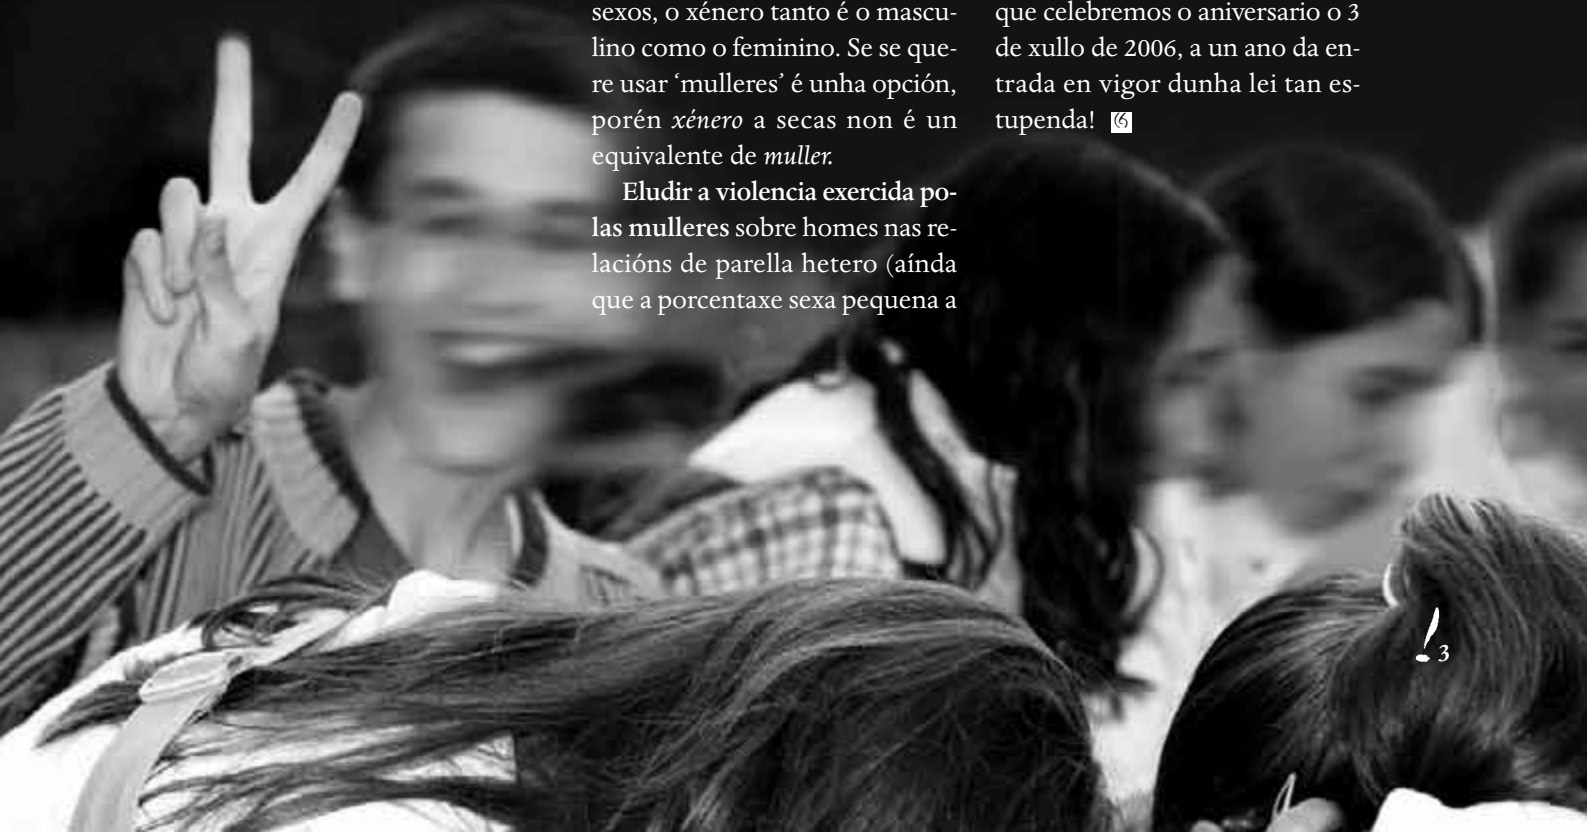 sexos, o xénero tanto é o mascu-
lino como o feminino. Se se que-
re usar ‘mulleres’ é unha opción,
porén xénero a secas non é un
equivalente de muller.
Eludir a violencia exercida po-
las mulleres sobre homes nas re-
lacións de parella hetero (aínda
que a porcentaxe sexa pequena a
que celebremos o aniversario o 3
de xullo de 2006, a un ano da en-
trada en vigor dunha lei tan es-
tupenda!
3